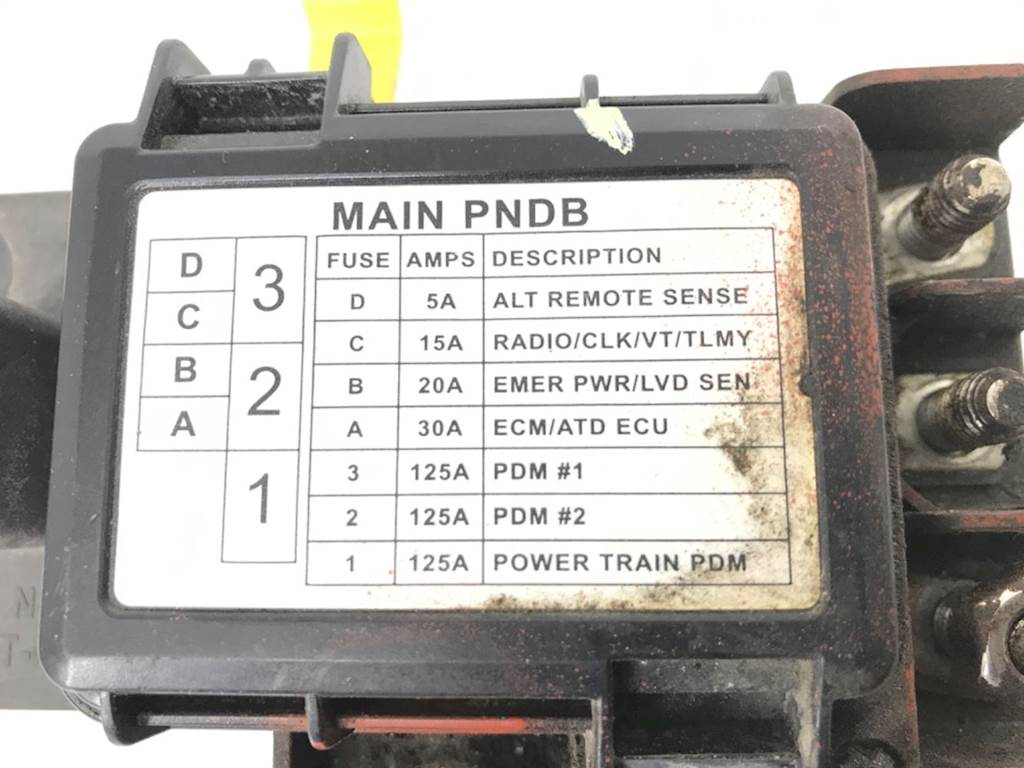 MAIN PNDB
D
C
B
A
3
2
1
FUSE AMPS DESCRIPTION
D 5A ALT REMOTE SENSE
C 15A RADIO/CLK/VT/TLMY
B 20A EMER PWR/LVD SEN
A 30A ECM/ATD ECU
3 125A PDM #1
2 125A PDM #2
1 125A POWER TRAIN PDM
N
T-